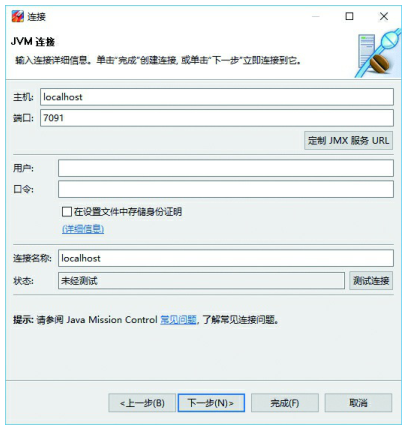 连接
JVM 连接
输入连接详细信息。单击“完成”创建连接, 或单击“下一步”立即连接到它。
主机: localhost
端口: 7091
定制 JMX 服务 URL
用户:
口令:
在设置文件中存储身份证明
(详细信息)
连接名称: localhost
状态: 未经测试 测试连接
提示: 请参阅 Java Mission Control 常见问题, 了解常见连接问题。
<上一步(B) 下一步(N)> 完成(F) 取消